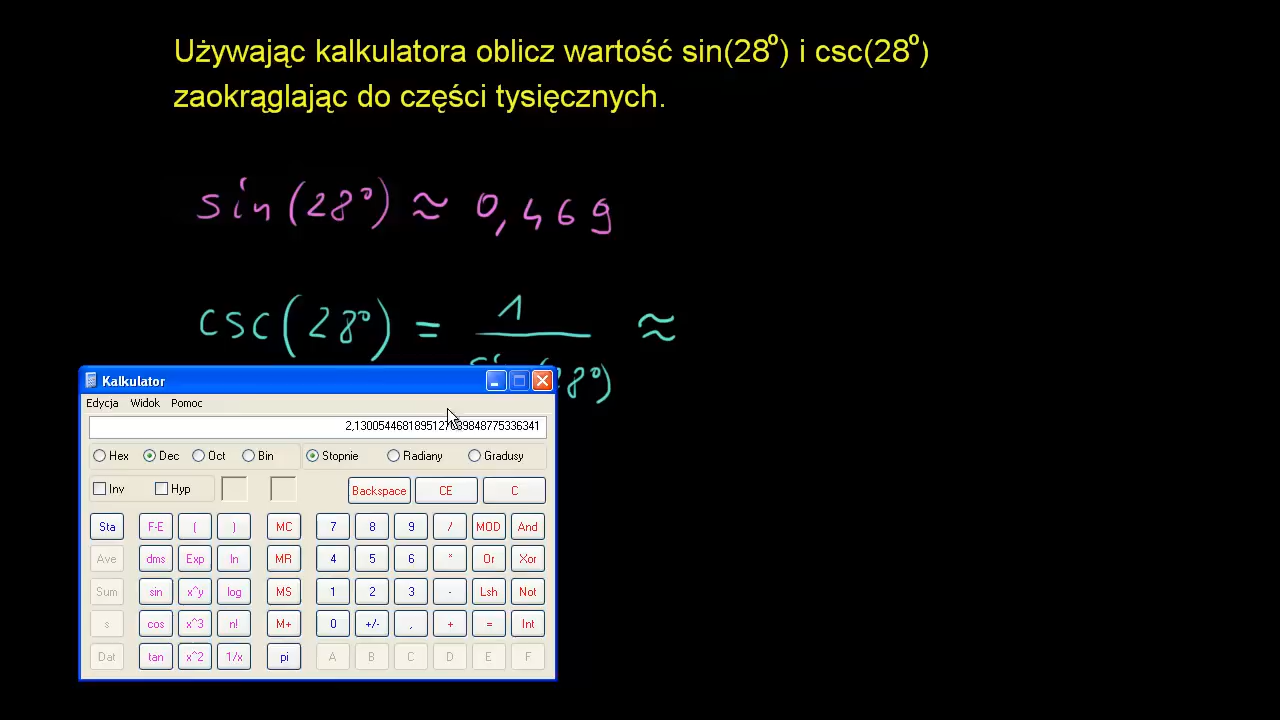 Używając kalkulatora oblicz wartość sin(28°) i csc(28°)
zaokrąglając do części tysięcznych.
sin(28°) ≈ 0,469
csc(28°) = 1 ≈
28°)
Kalkulator
Edycja Widok Pomoc
Hex Dec Oct Bin Stopnie Radiany Gradusy
Inv Hyp Backspace CE C
Sta F-E ( ) MC 7 8 9 / MOD And
Ave dms Exp ln MR 4 5 6 * Or Xor
Sum sin x^y log MS 1 2 3 - Lsh Not
s cos x^3 n! M+ 0 +/- , + = Int
Dat tan x^2 1/x pi A B C D E F